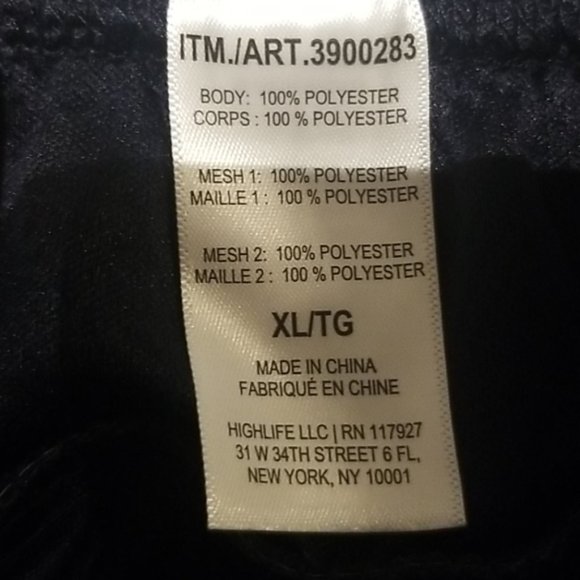 ITM./ART.3900283
BODY: 100% POLYESTER
CORPS : 100 % POLYESTER
MESH 1: 100% POLYESTER
MAILLE 1 : 100 % POLYESTER
MESH 2: 100% POLYESTER
MAILLE 2 : 100 % POLYESTER
XL/TG
MADE IN CHINA
FABRIQUÉ EN CHINE
HIGHLIFE LLC | RN 117927
31 W 34TH STREET 6 FL,
NEW YORK, NY 10001